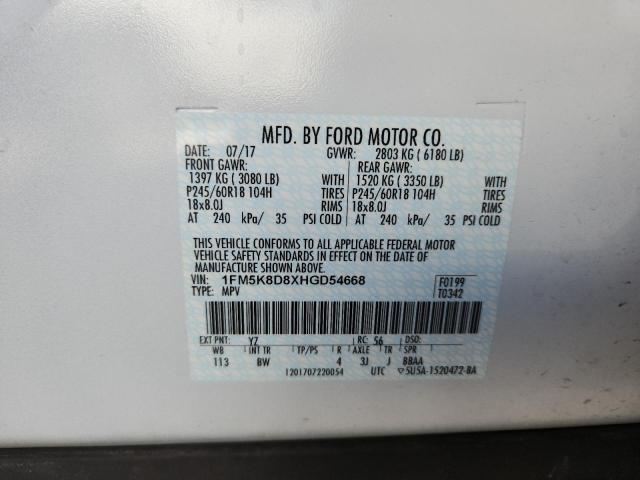 MFD. BY FORD MOTOR CO.
DATE: 07/17 GVWR: 2803 KG ( 6180 LB)
FRONT GAWR: REAR GAWR:
1397 KG ( 3080 LB) WITH 1520 KG ( 3350 LB) WITH
P245/60R18 104H TIRES P245/60R18 104H TIRES
18x8.0J RIMS 18x8.0J RIMS
AT 240 kPa/ 35 PSI COLD AT 240 kPa/ 35 PSI COLD
THIS VEHICLE CONFORMS TO ALL APPLICABLE FEDERAL MOTOR
VEHICLE SAFETY STANDARDS IN EFFECT ON THE DATE OF
MANUFACTURE SHOWN ABOVE.
VIN: 1FM5K8D8XHGD54668 F0199
TYPE: MPV T0342
EXT PNT: YZ RC: 56 DSO:
WB INT TR TP/PS R AXLE TR SPR
113 BW 4 3J J BBAA
1201707220054 UTC ▽5U5A-1520472-BA